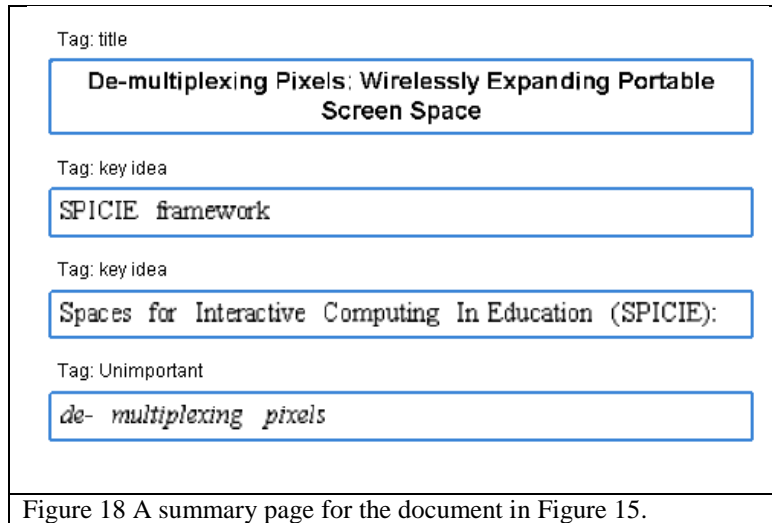 Tag: title
De-multiplexing Pixels: Wirelessly Expanding Portable
Screen Space
Tag: key idea
SPICIE framework
Tag: key idea
Spaces for Interactive Computing In Education (SPICIE):
Tag: Unimportant
de- multiplexing pixels
Figure 18 A summary page for the document in Figure 15.